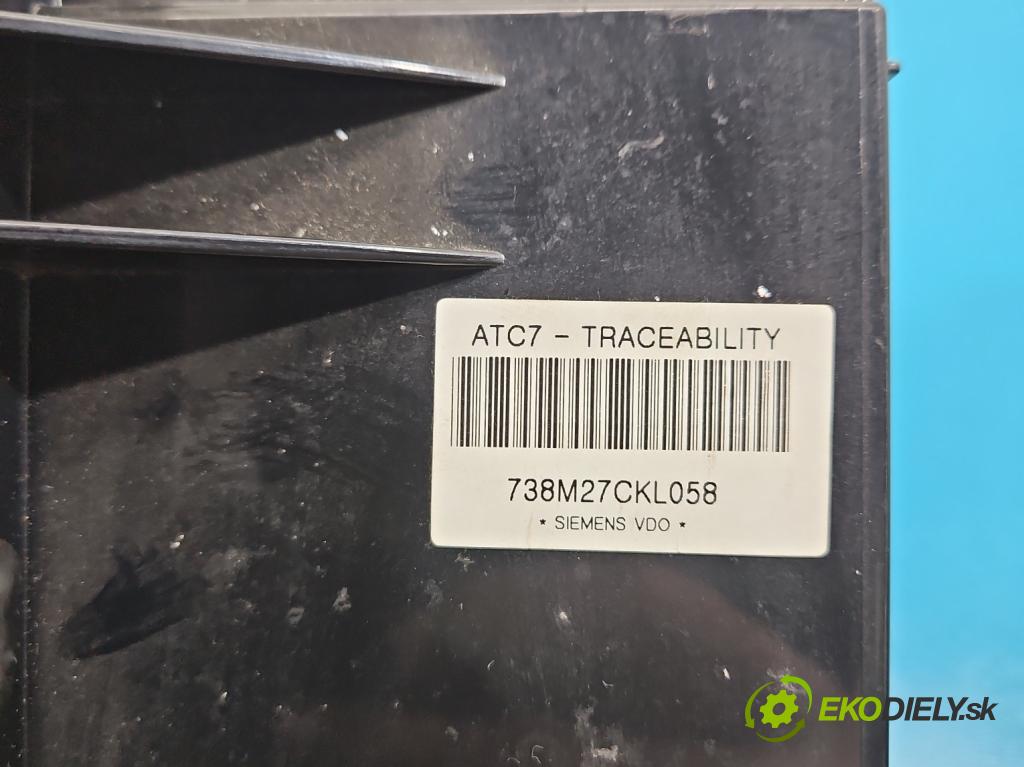 ATC7 - TRACEABILITY
738M27CKL058
* SIEMENS VDO *
EKODIELY.sk